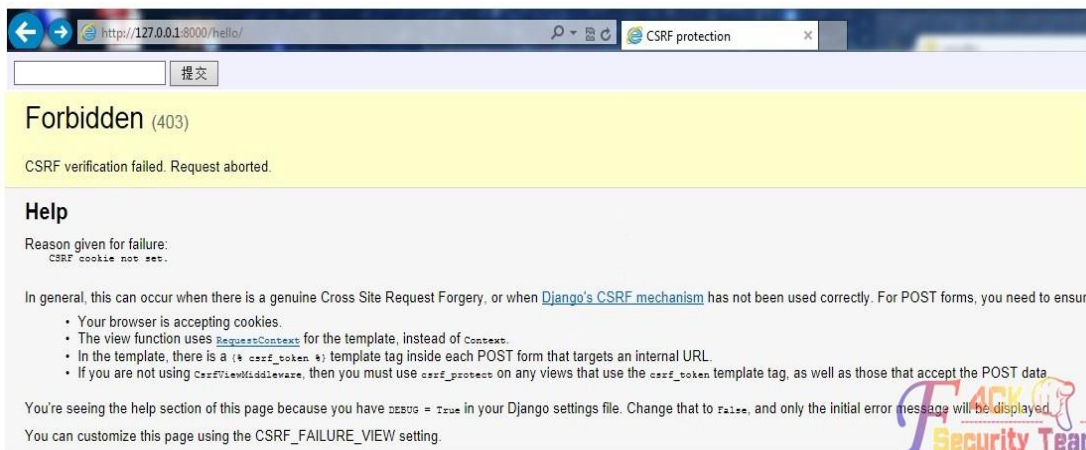 http://127.0.0.1:8000/hello/
CSRF protection
提交
Forbidden (403)
CSRF verification failed. Request aborted.
Help
Reason given for failure:
CSRF cookie not set.
In general, this can occur when there is a genuine Cross Site Request Forgery, or when Django's CSRF mechanism has not been used correctly. For POST forms, you need to ensur
• Your browser is accepting cookies.
• The view function uses RequestContext for the template, instead of Context.
• In the template, there is a {% csrf_token %} template tag inside each POST form that targets an internal URL.
• If you are not using CsrfViewMiddleware, then you must use csrf_protect on any views that use the csrf_token template tag, as well as those that accept the POST data.
You're seeing the help section of this page because you have DEBUG = True in your Django settings file. Change that to False, and only the initial error message will be displayed.
You can customize this page using the CSRF_FAILURE_VIEW setting.
F4CK
Security Team